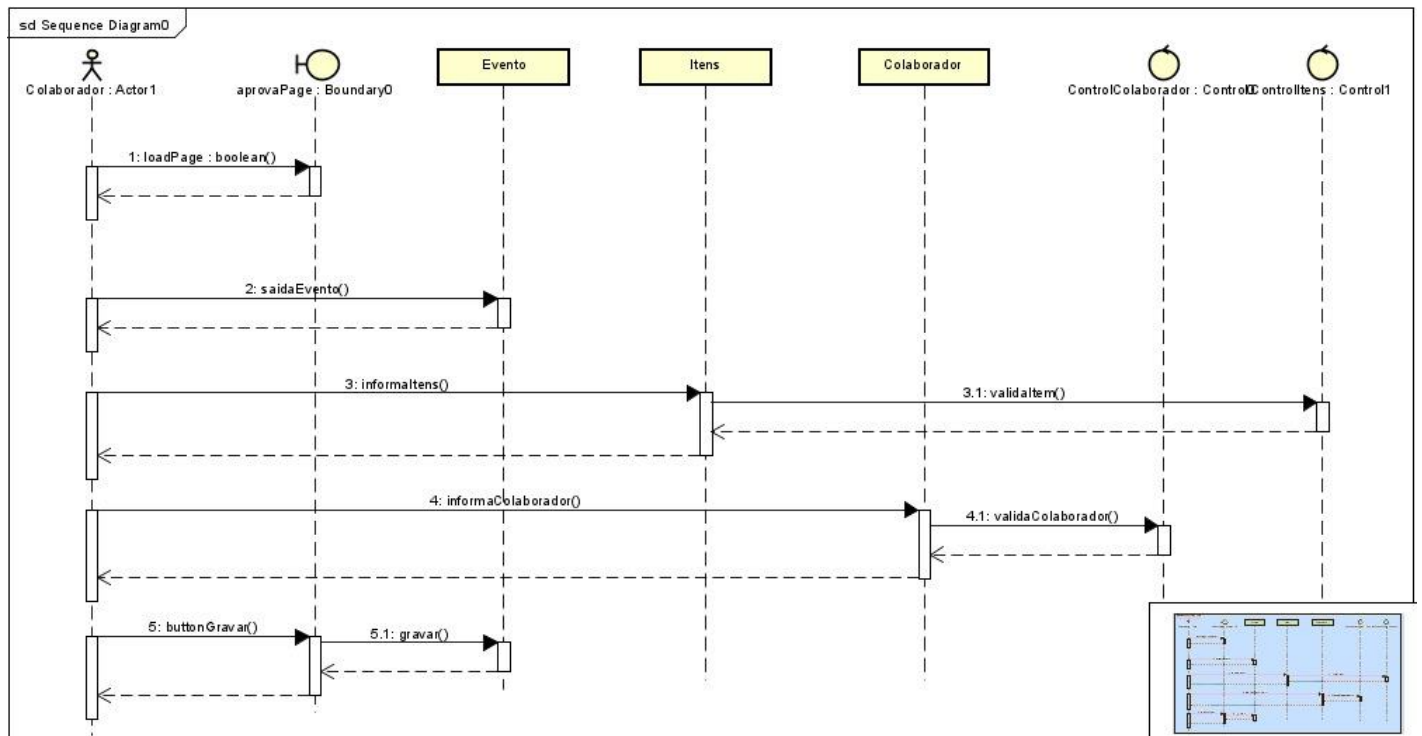 sd Sequence Diagram0
Evento
Itens
Colaborador
Colaborador : Actor1
aprovaPage : Boundary0
ControlColaborador : Control0
ControlItens : Control1
1: loadPage : boolean()
2: saidaEvento()
3: informaItens()
3.1: validaItem()
4: informaColaborador()
4.1: validaColaborador()
5: buttonGravar()
5.1: gravar()